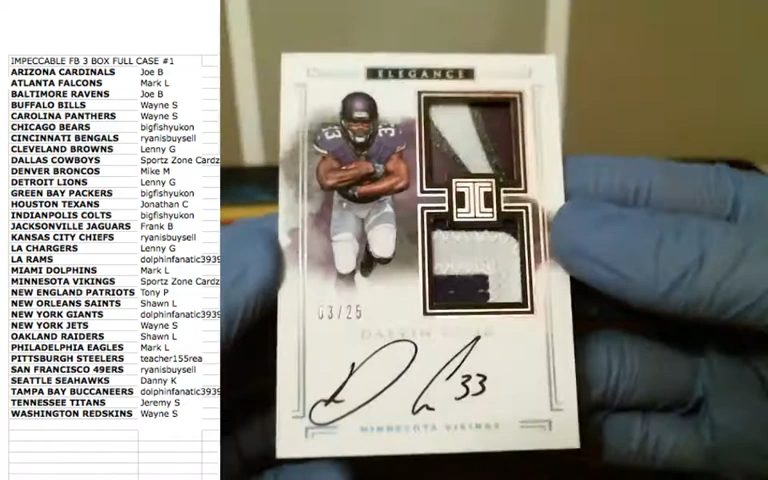 IMPECCABLE FB 3 BOX FULL CASE #1
ARIZONA CARDINALS Joe B
ATLANTA FALCONS Mark L
BALTIMORE RAVENS Joe B
BUFFALO BILLS Wayne S
CAROLINA PANTHERS Wayne S
CHICAGO BEARS bigfishyukon
CINCINNATI BENGALS ryanisbuysell
CLEVELAND BROWNS Lenny G
DALLAS COWBOYS Sportz Zone Cardz
DENVER BRONCOS Mike M
DETROIT LIONS Lenny G
GREEN BAY PACKERS bigfishyukon
HOUSTON TEXANS Jonathan C
INDIANPOLIS COLTS bigfishyukon
JACKSONVILLE JAGUARS Frank B
KANSAS CITY CHIEFS ryanisbuysell
LA CHARGERS Lenny G
LA RAMS dolphinfanatic3939
MIAMI DOLPHINS Mark L
MINNESOTA VIKINGS Sportz Zone Cardz
NEW ENGLAND PATRIOTS Tony P
NEW ORLEANS SAINTS Shawn L
NEW YORK GIANTS dolphinfanatic3939
NEW YORK JETS Wayne S
OAKLAND RAIDERS Shawn L
PHILADELPHIA EAGLES Mark L
PITTSBURGH STEELERS teacher155rea
SAN FRANCISCO 49ERS ryanisbuysell
SEATTLE SEAHAWKS Danny K
TAMPA BAY BUCCANEERS dolphinfanatic3939
TENNESSEE TITANS Jeremy S
WASHINGTON REDSKINS Wayne S
ELEGANCE
33
03/25
DALVIN COOK
D C 33
MINNESOTA VIKINGS